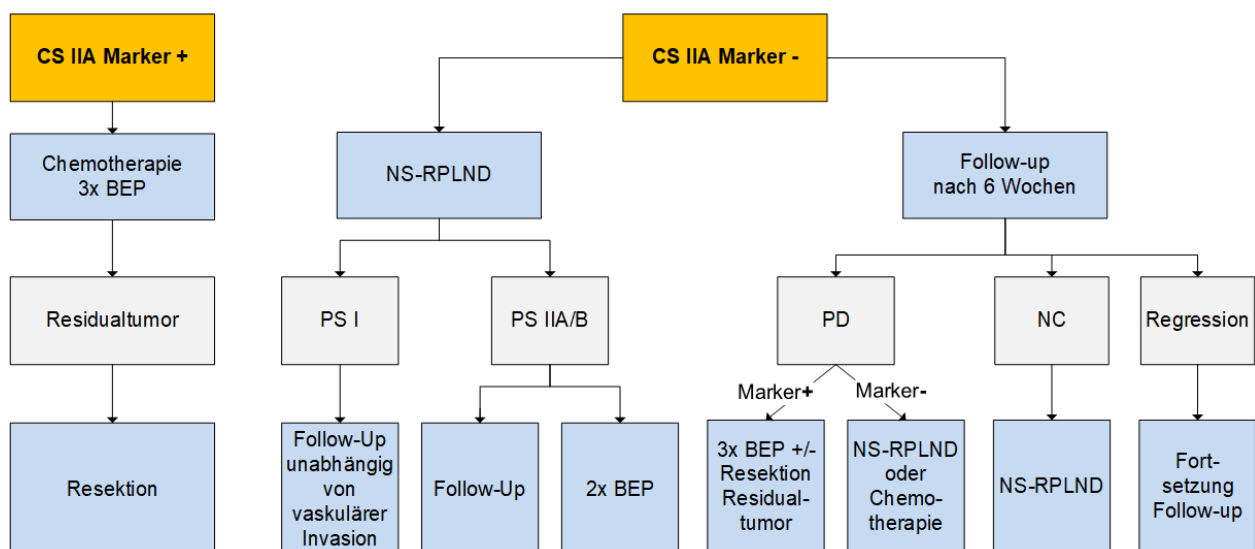 CS IIA Marker +
CS IIA Marker -
Chemotherapie
3x BEP
NS-RPLND
Follow-up
nach 6 Wochen
Residualtumor
PS I
PS IIA/B
PD
NC
Regression
Marker+
Marker-
Resektion
Follow-Up
unabhängig
von
vaskulärer
Invasion
Follow-Up
2x BEP
3x BEP +/-
Resektion
Residual-
tumor
NS-RPLND
oder
Chemo-
therapie
NS-RPLND
Fort-
setzung
Follow-up